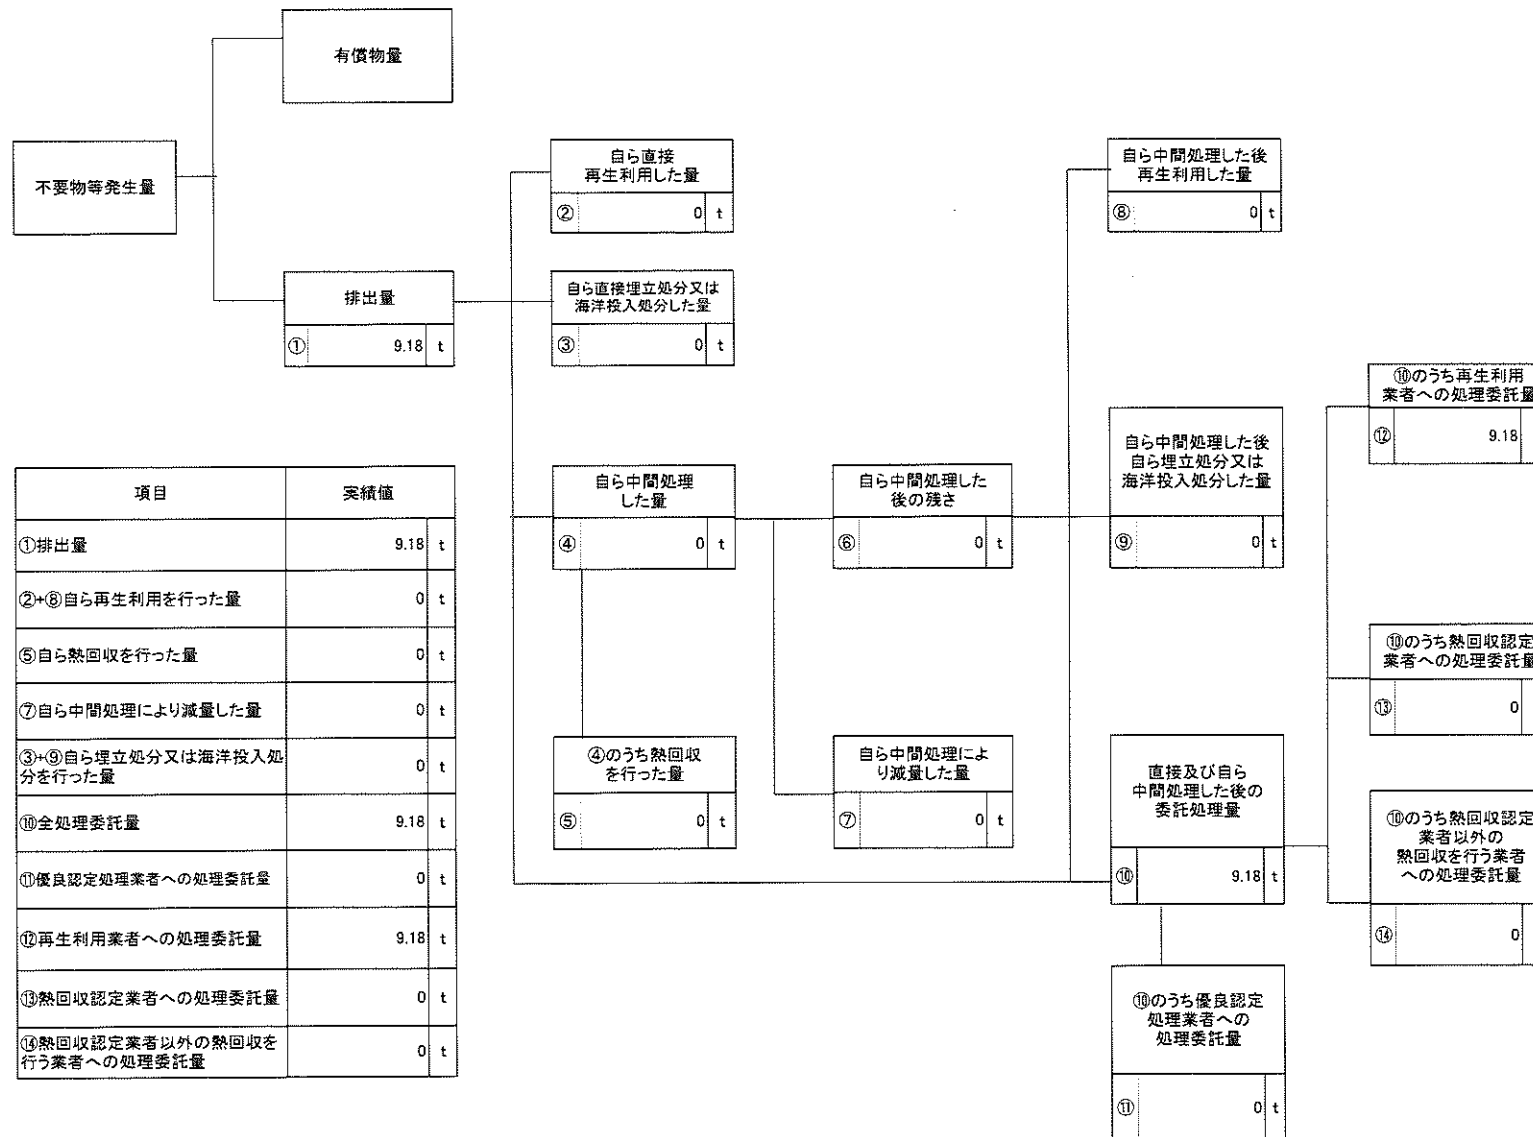 有償物量
不要物等発生量
排出量
① 9.18 t
自ら直接
再生利用した量
② 0 t
自ら直接埋立処分又は
海洋投入処分した量
③ 0 t
自ら中間処理
した量
④ 0 t
④のうち熱回収
を行った量
⑤ 0 t
自ら中間処理した
後の残さ
⑥ 0 t
自ら中間処理によ
り減量した量
⑦ 0 t
自ら中間処理した後
再生利用した量
⑧ 0 t
自ら中間処理した後
自ら埋立処分又は
海洋投入処分した量
⑨ 0 t
直接及び自ら
中間処理した後の
委託処理量
⑩ 9.18 t
⑩のうち優良認定
処理業者への
処理委託量
⑪ 0 t
⑩のうち再生利用
業者への処理委託量
⑫ 9.18
⑩のうち熱回収認定
業者への処理委託量
⑬ 0
⑩のうち熱回収認定
業者以外の
熱回収を行う業者
への処理委託量
⑭ 0
項目 実績値
①排出量 9.18 t
②+⑧自ら再生利用を行った量 0 t
⑤自ら熱回収を行った量 0 t
⑦自ら中間処理により減量した量 0 t
③+⑨自ら埋立処分又は海洋投入処
分を行った量 0 t
⑩全処理委託量 9.18 t
⑪優良認定処理業者への処理委託量 0 t
⑫再生利用業者への処理委託量 9.18 t
⑬熱回収認定業者への処理委託量 0 t
⑭熱回収認定業者以外の熱回収を
行う業者への処理委託量 0 t